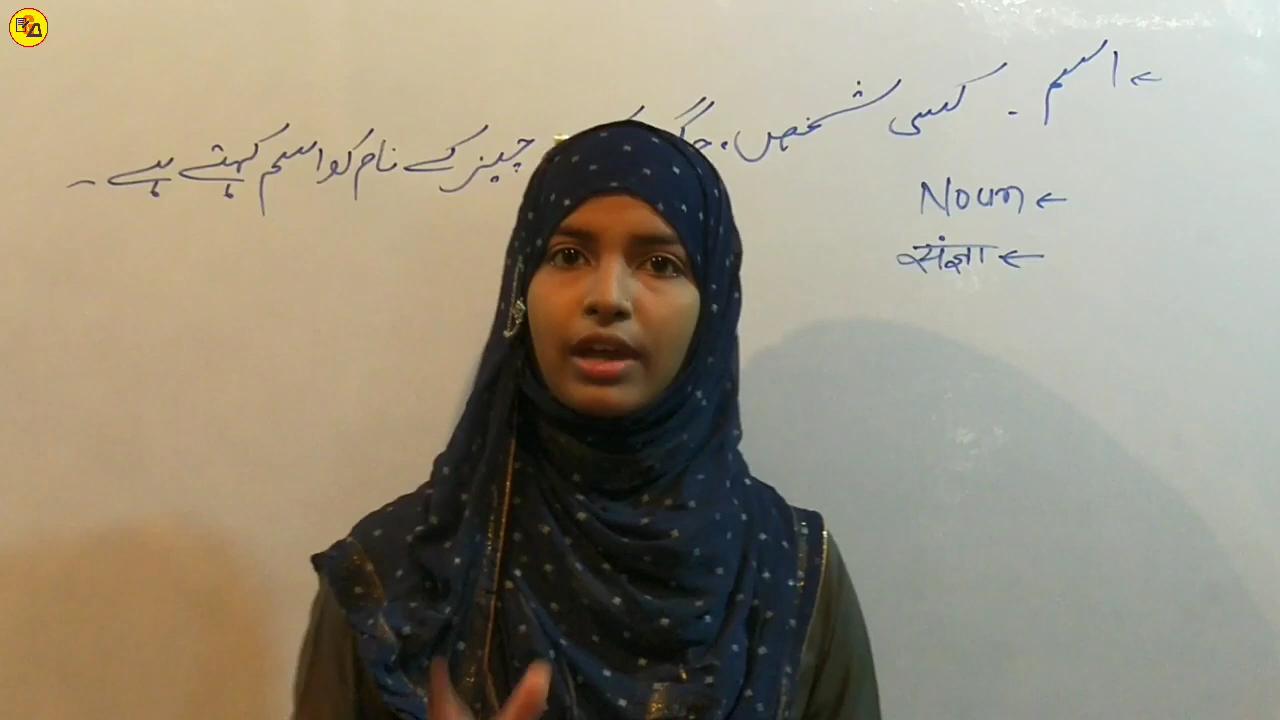 ← اسم ۔ کسی شخص، چیز کے نام کو اسم کہتے ہے ۔
Noun ←
संज्ञा ←